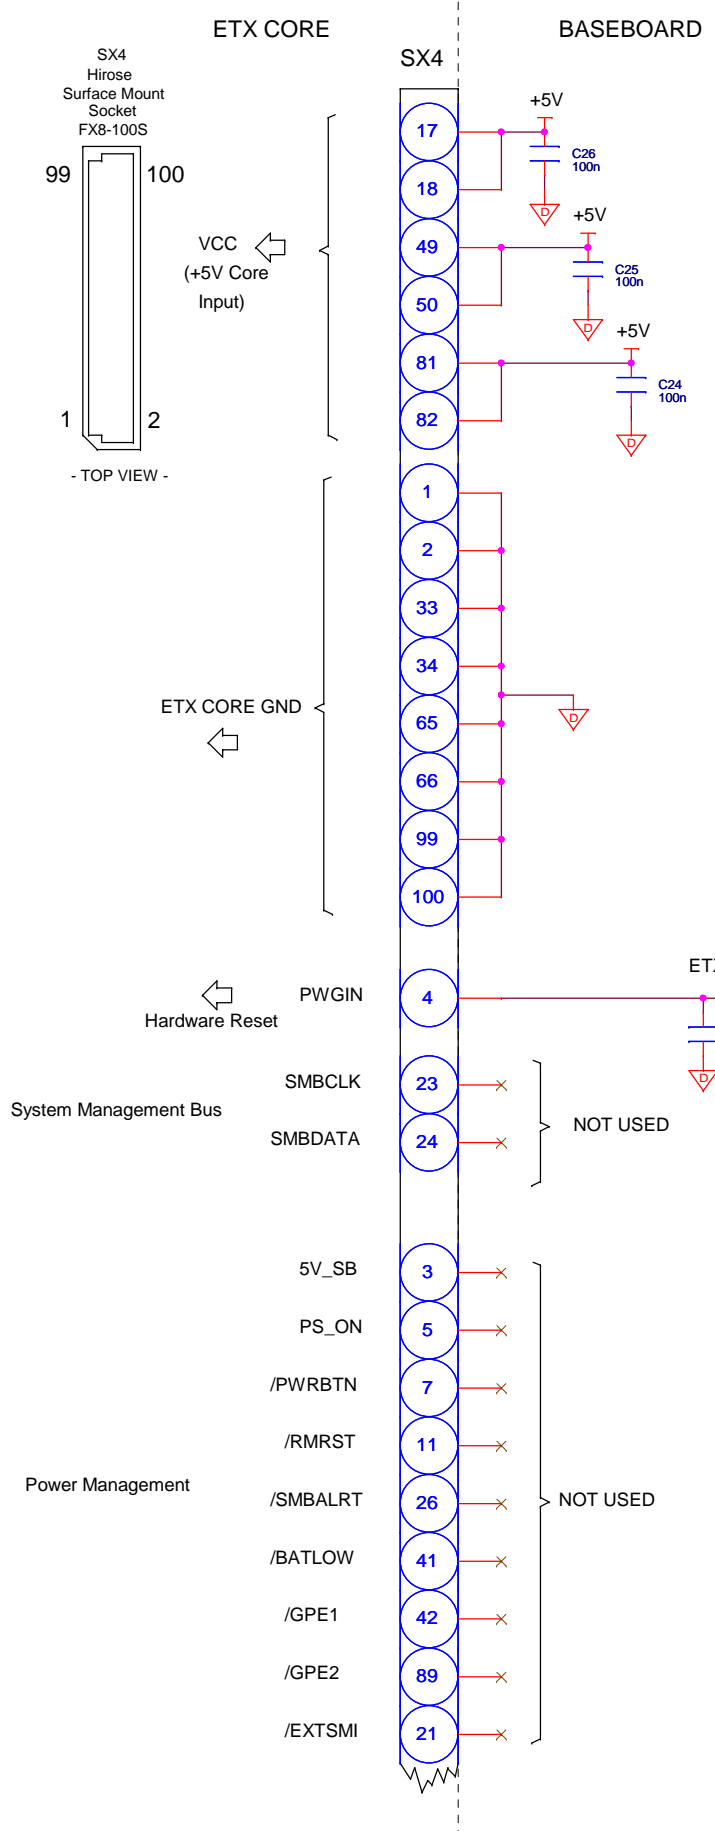 ETX CORE
BASEBOARD
SX4
Hirose
Surface Mount
Socket
FX8-100S
99
100
1
2
- TOP VIEW -
SX4
VCC
(+5V Core
Input)
17
18
49
50
81
82
+5V
C26
100n
D
+5V
C25
100n
D
+5V
C24
100n
D
ETX CORE GND
1
2
33
34
65
66
99
100
D
Hardware Reset
PWGIN
4
ETX
D
System Management Bus
SMBCLK
23
SMBDATA
24
NOT USED
Power Management
5V_SB
3
PS_ON
5
/PWRBTN
7
/RMRST
11
/SMBALRT
26
/BATLOW
41
/GPE1
42
/GPE2
89
/EXTSMI
21
NOT USED